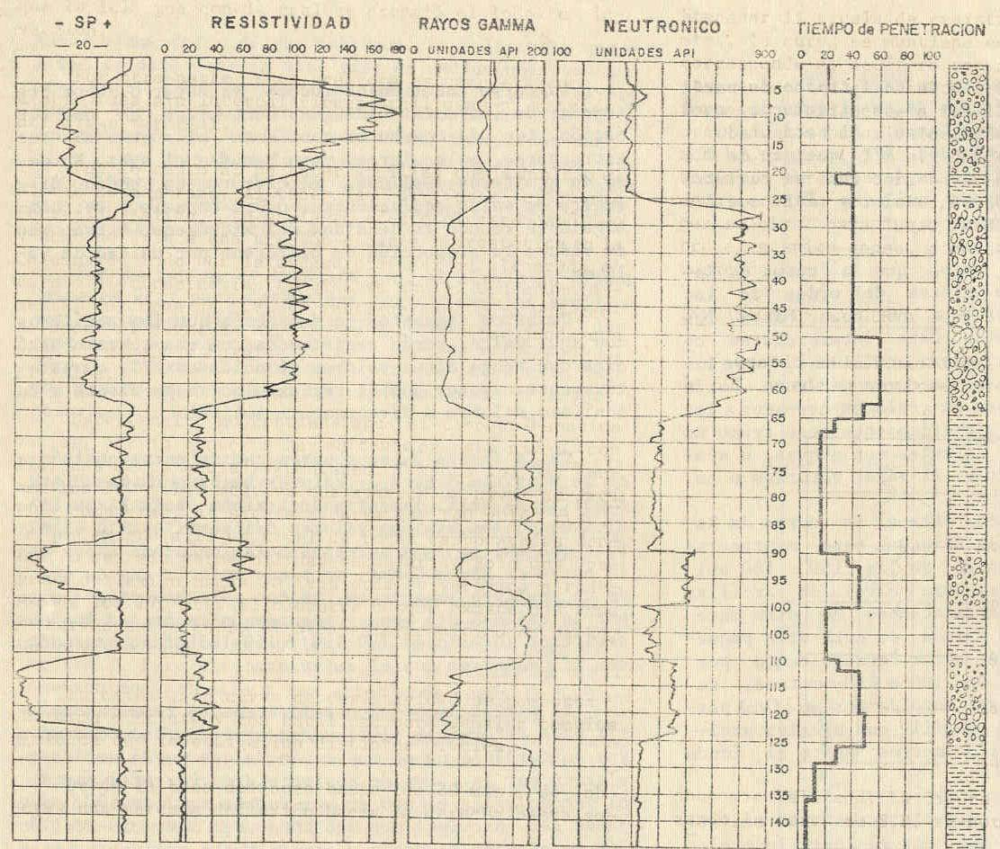 - SP +
RESISTIVIDAD
RAYOS GAMMA
NEUTRONICO
TIEMPO de PENETRACION
— 20 —
0 20 40 60 80 100 120 140 160 180
0 UNIDADES API 200
100 UNIDADES API 900
0 20 40 60 80 100
5
10
15
20
25
30
35
40
45
50
55
60
65
70
75
80
85
90
95
100
105
110
115
120
125
130
135
140